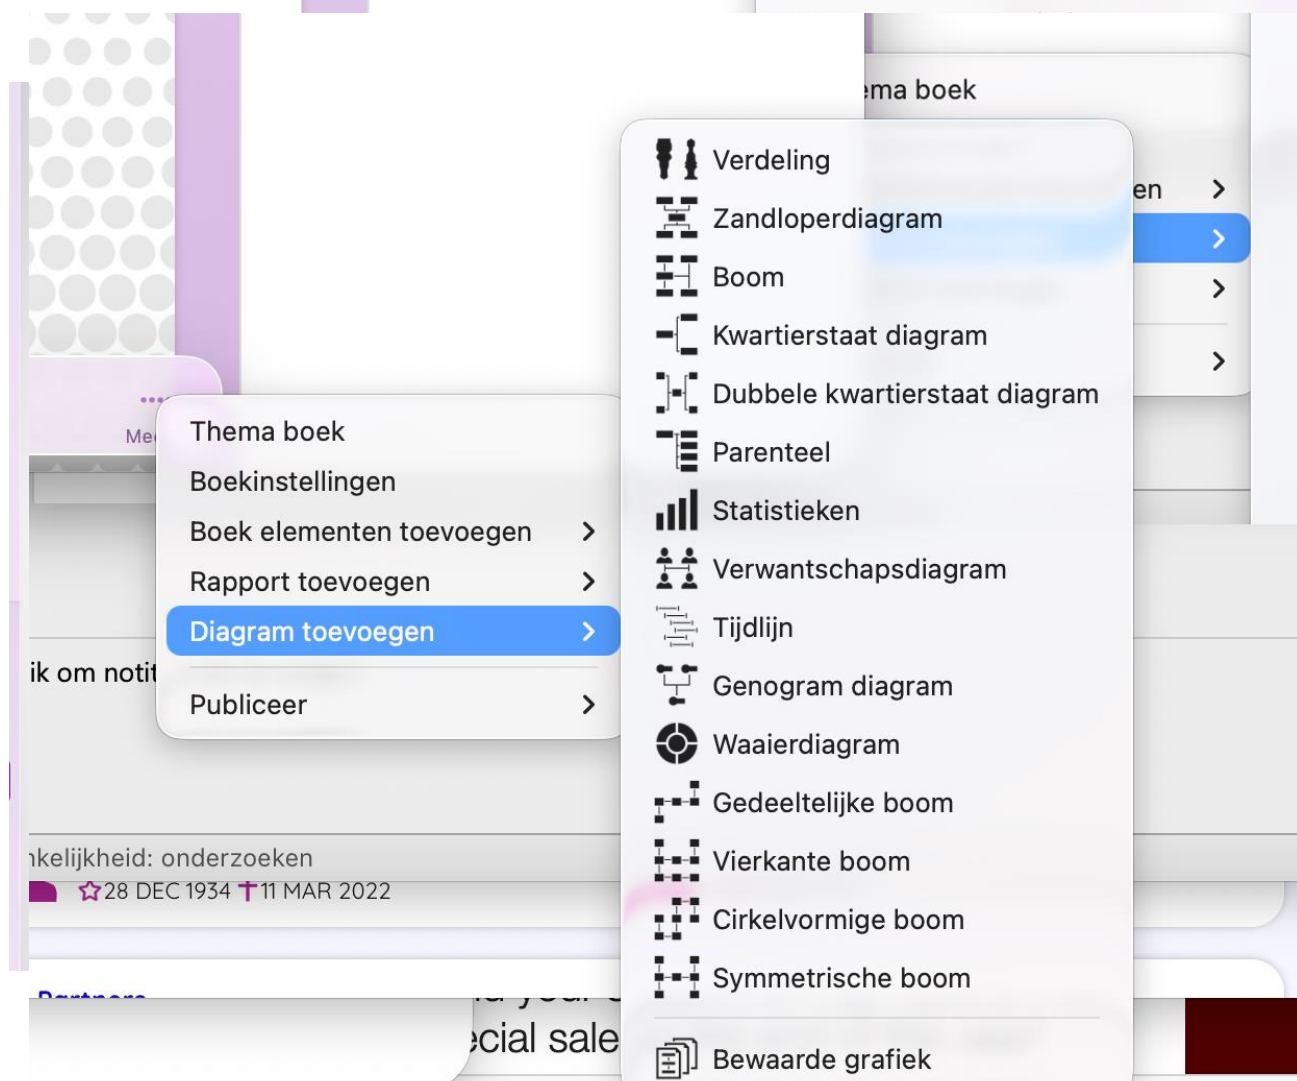 ema boek
en
Verdeling
Zandloperdiagram
Boom
Kwartierstaat diagram
Dubbele kwartierstaat diagram
Parenteel
Statistieken
Verwantschapsdiagram
Tijdlijn
Genogram diagram
Waaierdiagram
Gedeeltelijke boom
Vierkante boom
Cirkelvormige boom
Symmetrische boom
Bewaarde grafiek
Thema boek
Boekinstellingen
Boek elementen toevoegen
Rapport toevoegen
Diagram toevoegen
Publiceer
ik om notit
nkelijkheid: onderzoeken
28 DEC 1934 11 MAR 2022
Partners
ecial sale